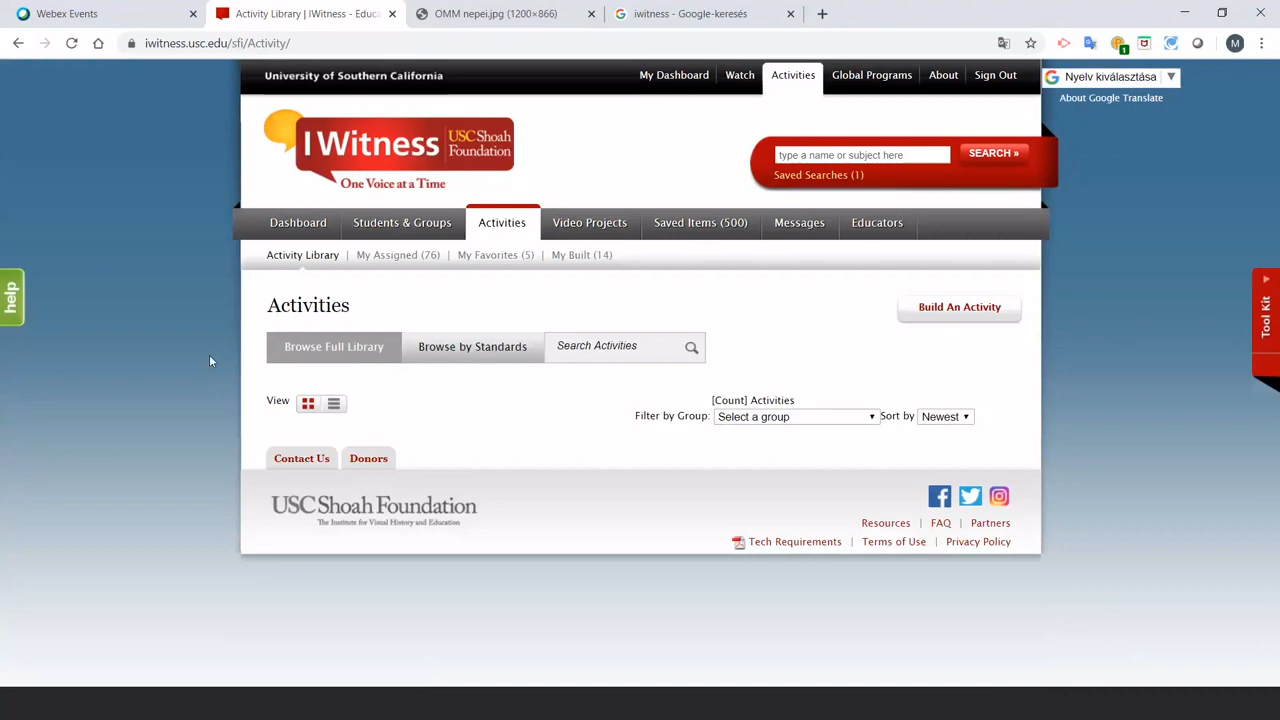 Webex Events
Activity Library | IWitness - Educa
OMM nepei.jpg (1200×866)
iwitness - Google-keresés
iwitness.usc.edu/sfi/Activity/
1
M
University of Southern California
My Dashboard
Watch
Activities
Global Programs
About
Sign Out
Nyelv kiválasztása
About Google Translate
IWitness
USC Shoah
Foundation
One Voice at a Time
type a name or subject here
SEARCH »
Saved Searches (1)
Dashboard
Students & Groups
Activities
Video Projects
Saved Items (500)
Messages
Educators
Activity Library | My Assigned (76) | My Favorites (5) | My Built (14)
help
Tool Kit
Activities
Build An Activity
Browse Full Library
Browse by Standards
Search Activities
View
[Count] Activities
Filter by Group: Select a group
Sort by Newest
Contact Us
Donors
USC Shoah Foundation
The Institute for Visual History and Education
Resources | FAQ | Partners
Tech Requirements | Terms of Use | Privacy Policy